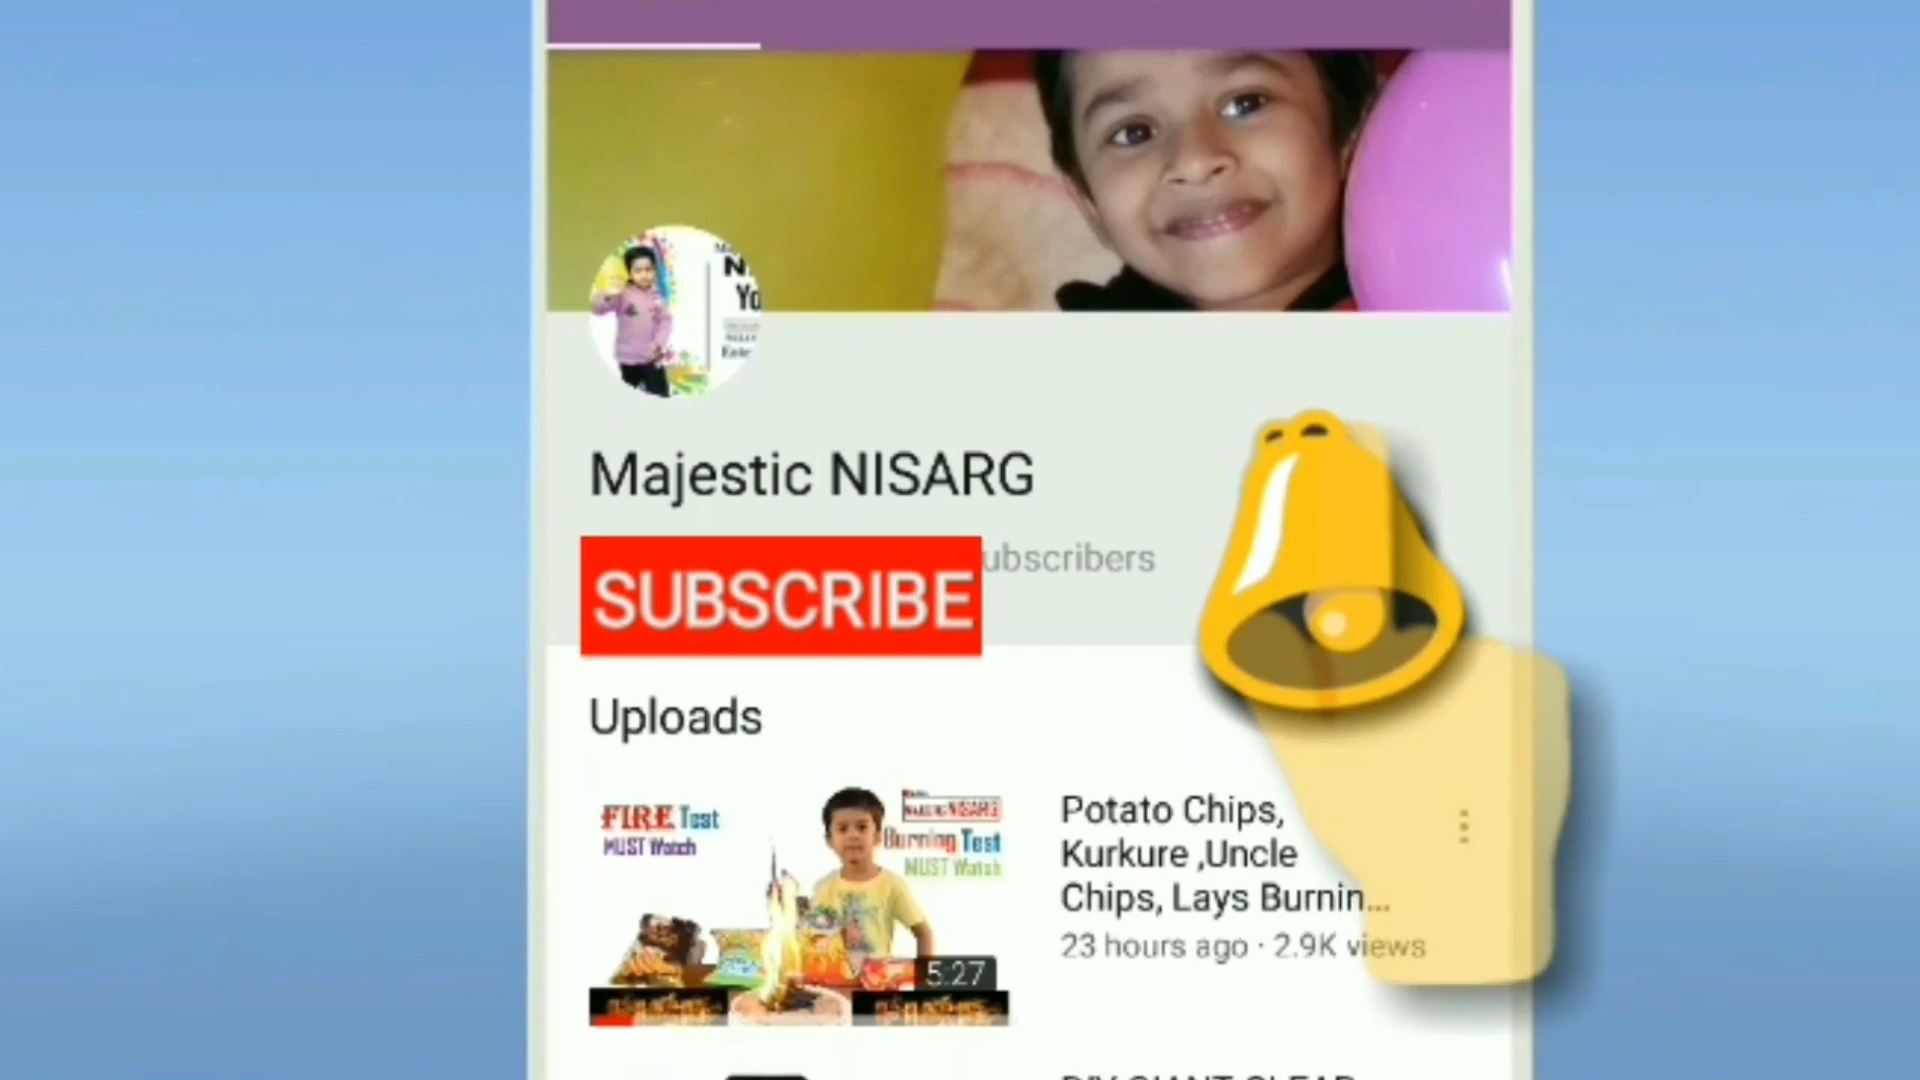 Majestic NISARG
ubscribers
SUBSCRIBE
Uploads
FIRE Test
MUST Watch
NISARG
Burning Test
MUST Watch
5:27
Potato Chips,
Kurkure ,Uncle
Chips, Lays Burnin...
23 hours ago · 2.9K views